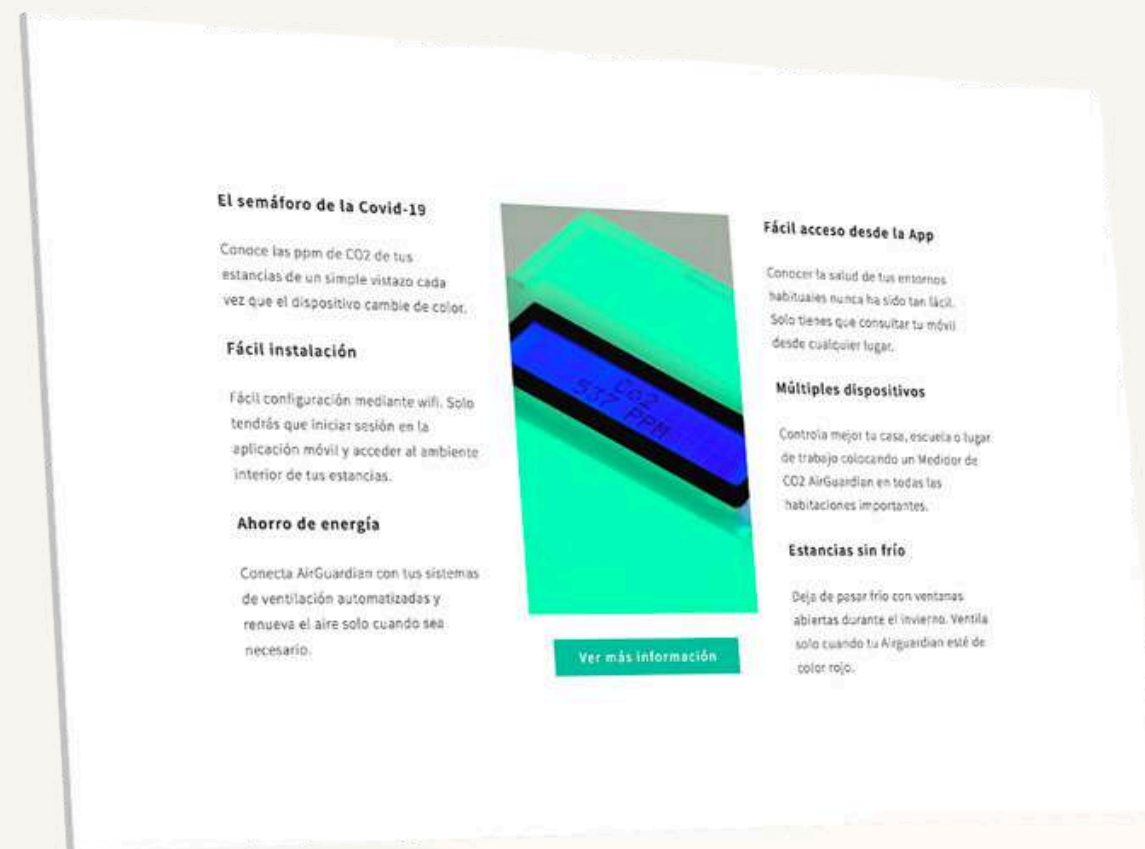 El semáforo de la Covid-19
Conoce las ppm de CO2 de tus
estancias de un simple vistazo cada
vez que el dispositivo cambie de color.
Fácil instalación
Fácil configuración mediante wifi. Solo
tendrás que iniciar sesión en la
aplicación móvil y acceder al ambiente
interior de tus estancias.
Ahorro de energía
Conecta AirGuardian con tus sistemas
de ventilación automatizadas y
renueva el aire solo cuando sea
necesario.
Co2
537 PPM
Ver más información
Fácil acceso desde la App
Conocer la salud de tus entornos
habituales nunca ha sido tan fácil.
Solo tienes que consultar tu móvil
desde cualquier lugar.
Múltiples dispositivos
Controla mejor tu casa, escuela o lugar
de trabajo colocando un Medidor de
CO2 AirGuardian en todas las
habitaciones importantes.
Estancias sin frío
Deja de pasar frío con ventanas
abiertas durante el invierno. Ventila
solo cuando tu Airguardian esté de
color rojo.